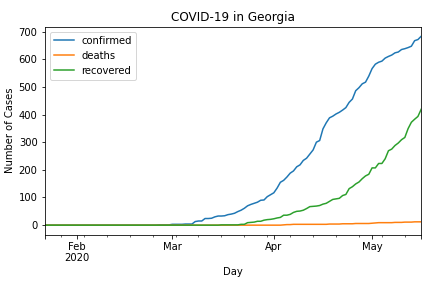 COVID-19 in Georgia
confirmed
deaths
recovered
700
600
500
400
300
200
100
0
Number of Cases
Feb
2020
Mar
Apr
May
Day